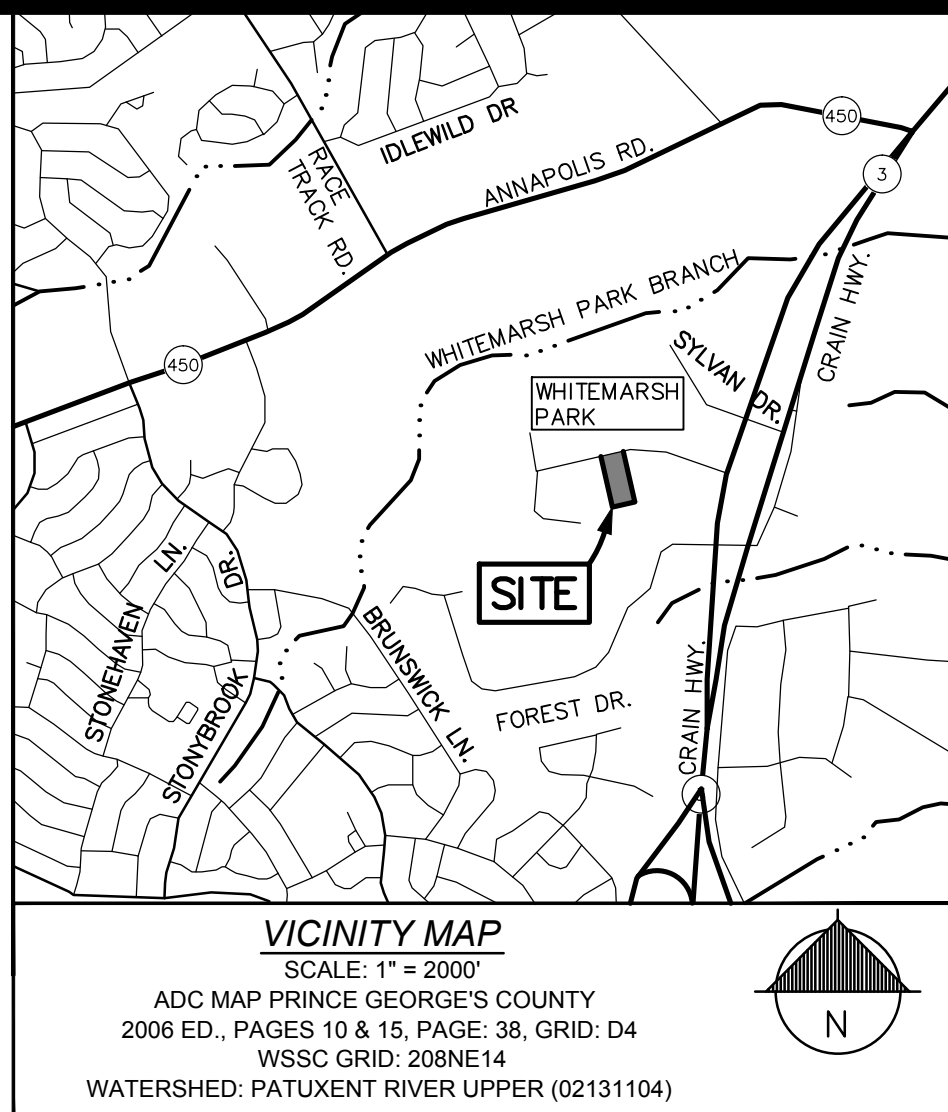 IDLEWILD DR
450
RACE
TRACK RD.
ANNAPOLIS RD.
3
WHITEMARSH PARK BRANCH
CRAIN HWY.
450
SYLVAN DR.
WHITEMARSH
PARK
STONEHAVEN LN.
DR.
STONYBROOK
SITE
BRUNSWICK LN.
FOREST DR.
CRAIN HWY.
VICINITY MAP
SCALE: 1" = 2000'
ADC MAP PRINCE GEORGE'S COUNTY
2006 ED., PAGES 10 & 15, PAGE: 38, GRID: D4
WSSC GRID: 208NE14
WATERSHED: PATUXENT RIVER UPPER (02131104)
N